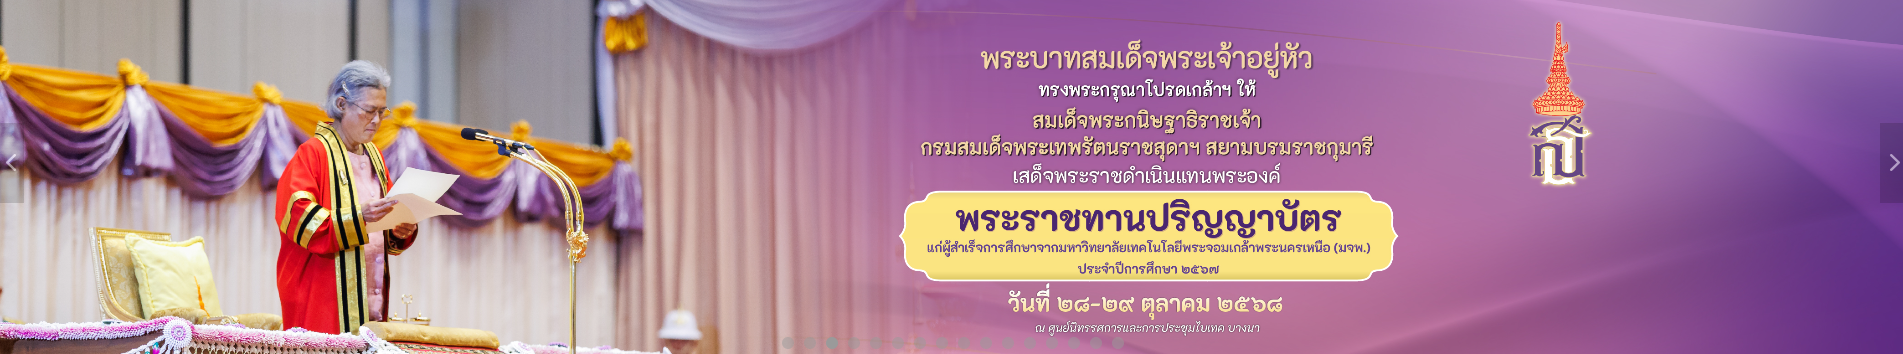 พระบาทสมเด็จพระเจ้าอยู่หัว
ทรงพระกรุณาโปรดเกล้าฯ ให้
สมเด็จพระกนิษฐาธิราชเจ้า
กรมสมเด็จพระเทพรัตนราชสุดาฯ สยามบรมราชกุมารี
เสด็จพระราชดำเนินแทนพระองค์
พระราชทานปริญญาบัตร
แก่ผู้สำเร็จการศึกษาจากมหาวิทยาลัยเทคโนโลยีพระจอมเกล้าพระนครเหนือ (มจพ.)
ประจำปีการศึกษา ๒๕๖๗
วันที่ ๒๘-๒๙ ตุลาคม ๒๕๖๘
ณ ศูนย์นิทรรศการและการประชุมไบเทค บางนา